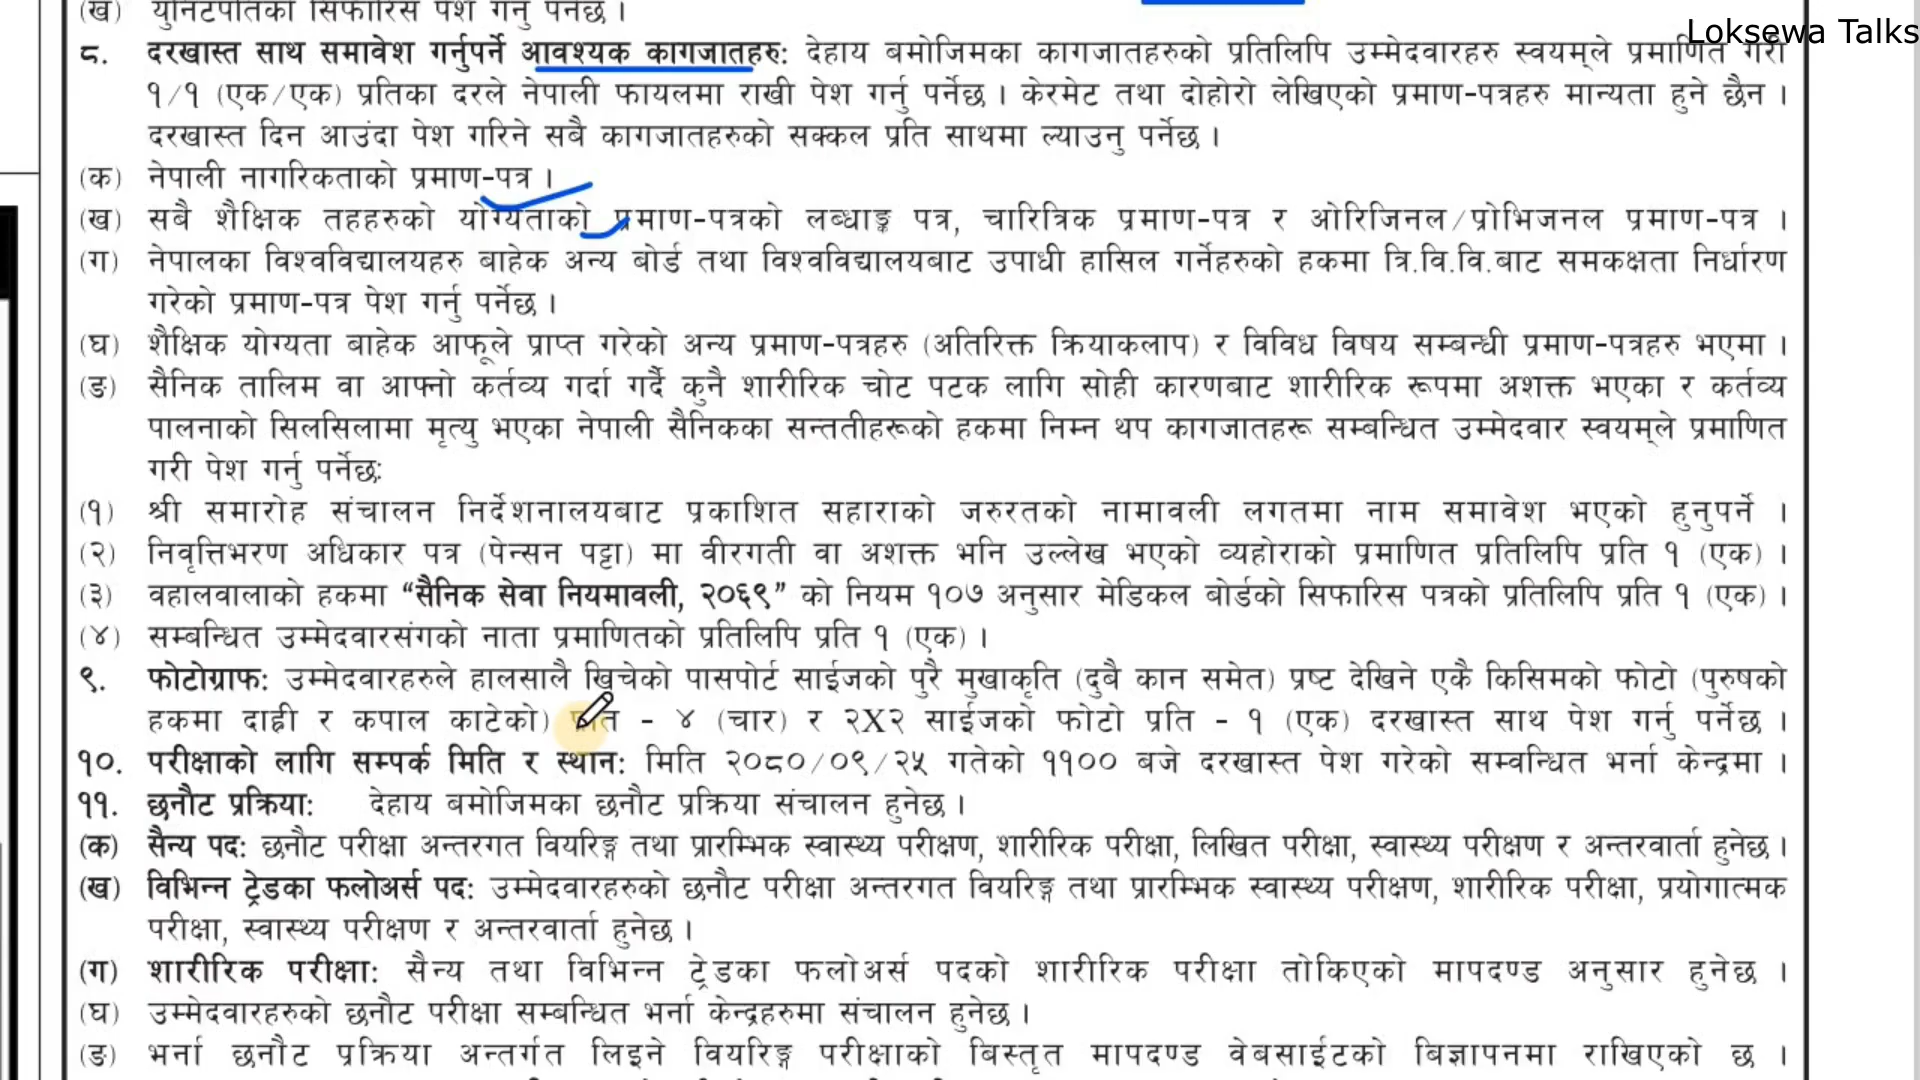 (ख) युनिटपतिको सिफारिस पेश गर्नु पर्नेछ ।
Loksewa Talks
८. दरखास्त साथ समावेश गर्नुपर्ने आवश्यक कागजातहरु: देहाय बमोजिमका कागजातहरुको प्रतिलिपि उम्मेदवारहरु स्वयम्‌ले प्रमाणित गरी
१/१ (एक/एक) प्रतिका दरले नेपाली फायलमा राखी पेश गर्नु पर्नेछ । केरमेट तथा दोहोरो लेखिएको प्रमाण-पत्रहरु मान्यता हुने छैन ।
दरखास्त दिन आउंदा पेश गरिने सबै कागजातहरुको सक्कल प्रति साथमा ल्याउनु पर्नेछ ।
(क) नेपाली नागरिकताको प्रमाण-पत्र ।
(ख) सबै शैक्षिक तहहरुको योग्यताको प्रमाण-पत्रको लब्धाङ्क पत्र, चारित्रिक प्रमाण-पत्र र ओरिजिनल/प्रोभिजनल प्रमाण-पत्र ।
(ग) नेपालका विश्वविद्यालयहरु बाहेक अन्य बोर्ड तथा विश्वविद्यालयबाट उपाधी हासिल गर्नेहरुको हकमा त्रि.वि.वि.बाट समकक्षता निर्धारण
गरेको प्रमाण-पत्र पेश गर्नु पर्नेछ ।
(घ) शैक्षिक योग्यता बाहेक आफूले प्राप्त गरेको अन्य प्रमाण-पत्रहरु (अतिरिक्त क्रियाकलाप) र विविध विषय सम्बन्धी प्रमाण-पत्रहरु भएमा ।
(ङ) सैनिक तालिम वा आफ्नो कर्तव्य गर्दा गर्दै कुनै शारीरिक चोट पटक लागि सोही कारणबाट शारीरिक रूपमा अशक्त भएका र कर्तव्य
पालनाको सिलसिलामा मृत्यु भएका नेपाली सैनिकका सन्ततीहरूको हकमा निम्न थप कागजातहरू सम्बन्धित उम्मेदवार स्वयम्‌ले प्रमाणित
गरी पेश गर्नु पर्नेछ:
(१) श्री समारोह संचालन निर्देशनालयबाट प्रकाशित सहाराको जरुरतको नामावली लगतमा नाम समावेश भएको हुनुपर्ने ।
(२) निवृत्तिभरण अधिकार पत्र (पेन्सन पट्टा) मा वीरगती वा अशक्त भनि उल्लेख भएको व्यहोराको प्रमाणित प्रतिलिपि प्रति १ (एक) ।
(३) वहालवालाको हकमा “सैनिक सेवा नियमावली, २०६९” को नियम १०७ अनुसार मेडिकल बोर्डको सिफारिस पत्रको प्रतिलिपि प्रति १ (एक) ।
(४) सम्बन्धित उम्मेदवारसंगको नाता प्रमाणितको प्रतिलिपि प्रति १ (एक) ।
९. फोटोग्राफ: उम्मेदवारहरुले हालसालै खिचेको पासपोर्ट साईजको पुरै मुखाकृति (दुबै कान समेत) प्रष्ट देखिने एकै किसिमको फोटो (पुरुषको
हकमा दाह्री र कपाल काटेको) प्रति - ४ (चार) र २X२ साईजको फोटो प्रति - १ (एक) दरखास्त साथ पेश गर्नु पर्नेछ ।
१०. परीक्षाको लागि सम्पर्क मिति र स्थान: मिति २०८०/०९/२५ गतेको ११०० बजे दरखास्त पेश गरेको सम्वन्धित भर्ना केन्द्रमा ।
११. छनौट प्रक्रिया: देहाय बमोजिमका छनौट प्रक्रिया संचालन हुनेछ ।
(क) सैन्य पद: छनौट परीक्षा अन्तरगत वियरिङ्ग तथा प्रारम्भिक स्वास्थ्य परीक्षण, शारीरिक परीक्षा, लिखित परीक्षा, स्वास्थ्य परीक्षण र अन्तरवार्ता हुनेछ ।
(ख) विभिन्न ट्रेडका फलोअर्स पद: उम्मेदवारहरुको छनौट परीक्षा अन्तरगत वियरिङ्ग तथा प्रारम्भिक स्वास्थ्य परीक्षण, शारीरिक परीक्षा, प्रयोगात्मक
परीक्षा, स्वास्थ्य परीक्षण र अन्तरवार्ता हुनेछ ।
(ग) शारीरिक परीक्षा: सैन्य तथा विभिन्न ट्रेडका फलोअर्स पदको शारीरिक परीक्षा तोकिएको मापदण्ड अनुसार हुनेछ ।
(घ) उम्मेदवारहरुको छनौट परीक्षा सम्बन्धित भर्ना केन्द्रहरुमा संचालन हुनेछ ।
(ङ) भर्ना छनौट प्रक्रिया अन्तर्गत लिइने वियरिङ्ग परीक्षाको बिस्तृत मापदण्ड वेबसाईटको बिज्ञापनमा राखिएको छ ।